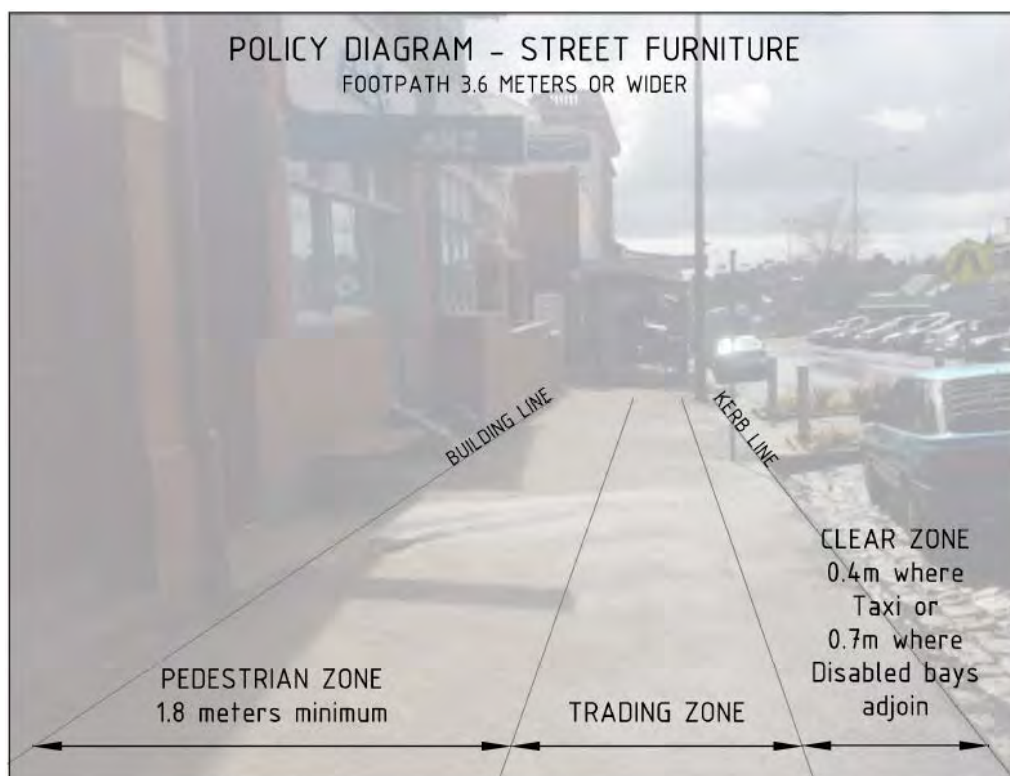 POLICY DIAGRAM - STREET FURNITURE
FOOTPATH 3.6 METERS OR WIDER
BUILDING LINE
KERB LINE
CLEAR ZONE
0.4m where
Taxi or
0.7m where
Disabled bays
adjoin
PEDESTRIAN ZONE
1.8 meters minimum
TRADING ZONE